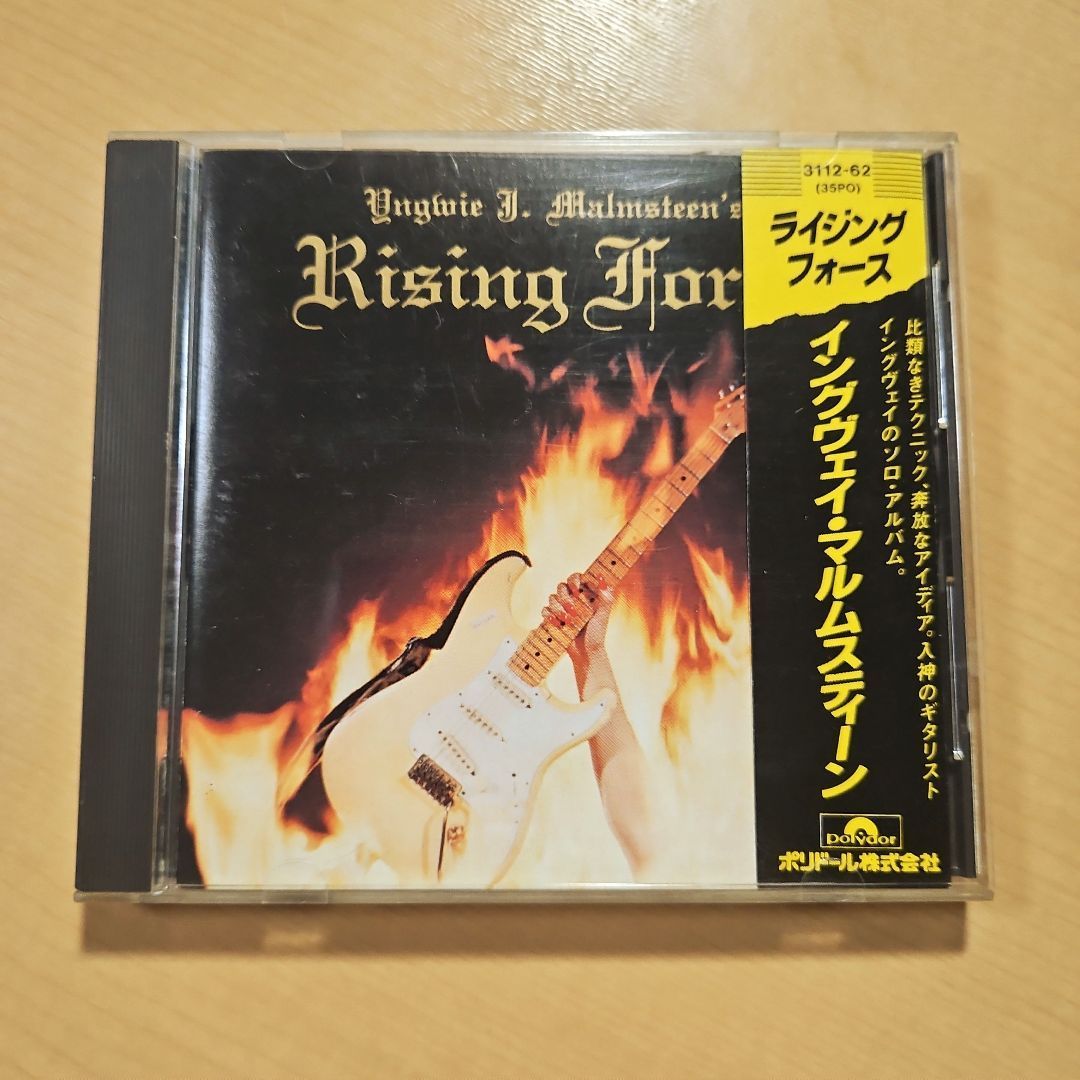 Yngwie J. Malmsteen's
Rising For
3112-62
(35PO)
ライジング
フォース
比類なきテクニック、奔放なアイディア。入神のギタリスト
イングヴェイのソロ・アルバム。
イングヴェイ・マルムスティーン
polydor
ポリドール株式会社